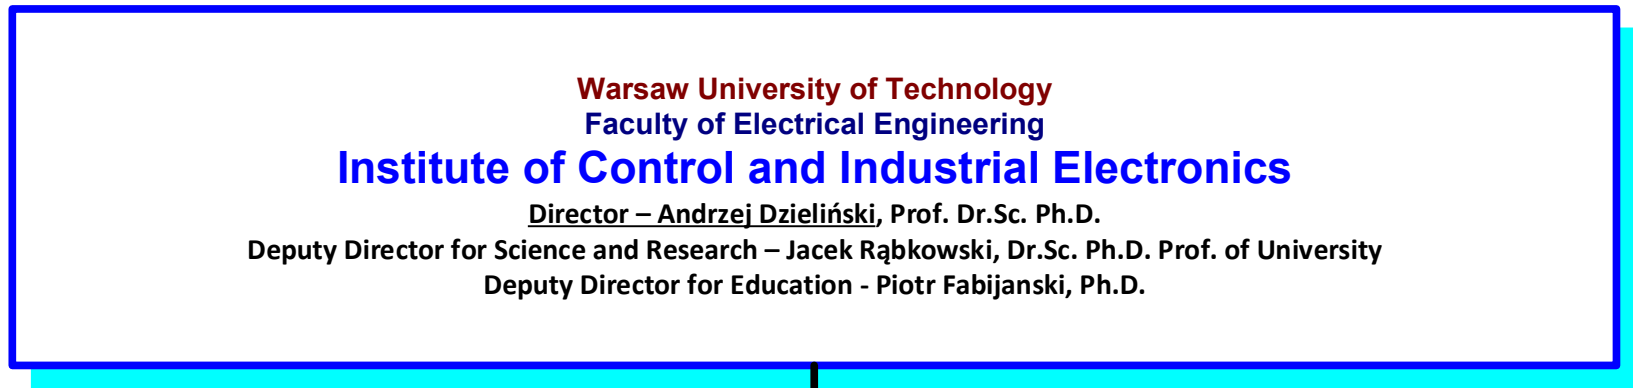 Warsaw University of Technology
Faculty of Electrical Engineering
Institute of Control and Industrial Electronics
Director – Andrzej Dzieliński, Prof. Dr.Sc. Ph.D.
Deputy Director for Science and Research – Jacek Rąbkowski, Dr.Sc. Ph.D. Prof. of University
Deputy Director for Education - Piotr Fabijanski, Ph.D.